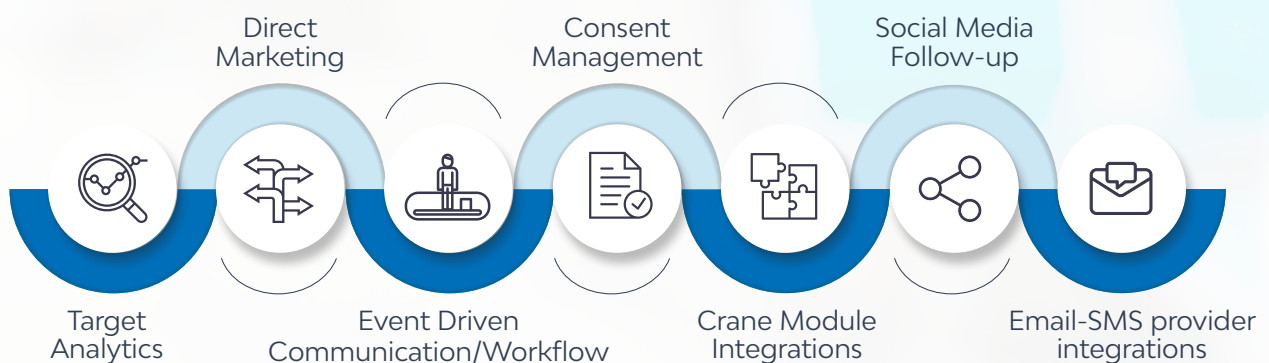 Direct
Marketing
Consent
Management
Social Media
Follow-up
Target
Analytics
Event Driven
Communication/Workflow
Crane Module
Integrations
Email-SMS provider
integrations